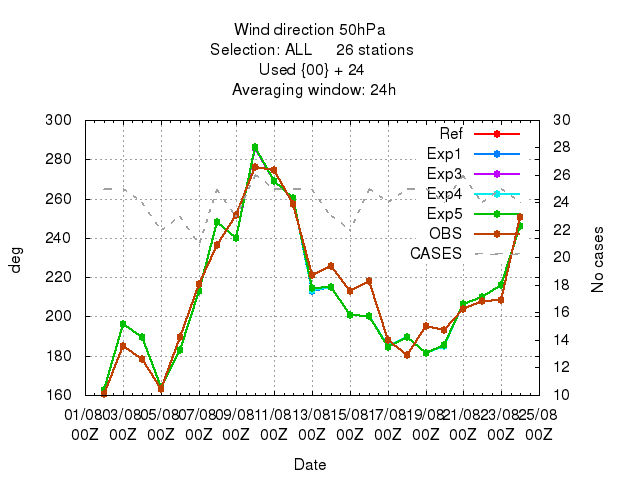 Wind direction 50hPa
Selection: ALL 26 stations
Used {00} + 24
Averaging window: 24h
300 30
280 28
260 26
240 24
220 22
200 20
180 18
160 16
14
12
10
deg
No cases
Ref
Exp1
Exp3
Exp4
Exp5
OBS
CASES
01/08 03/08 05/08 07/08 09/08 11/08 13/08 15/08 17/08 19/08 21/08 23/08 25/08
00Z 00Z 00Z 00Z 00Z 00Z 00Z 00Z 00Z 00Z 00Z 00Z 00Z
Date